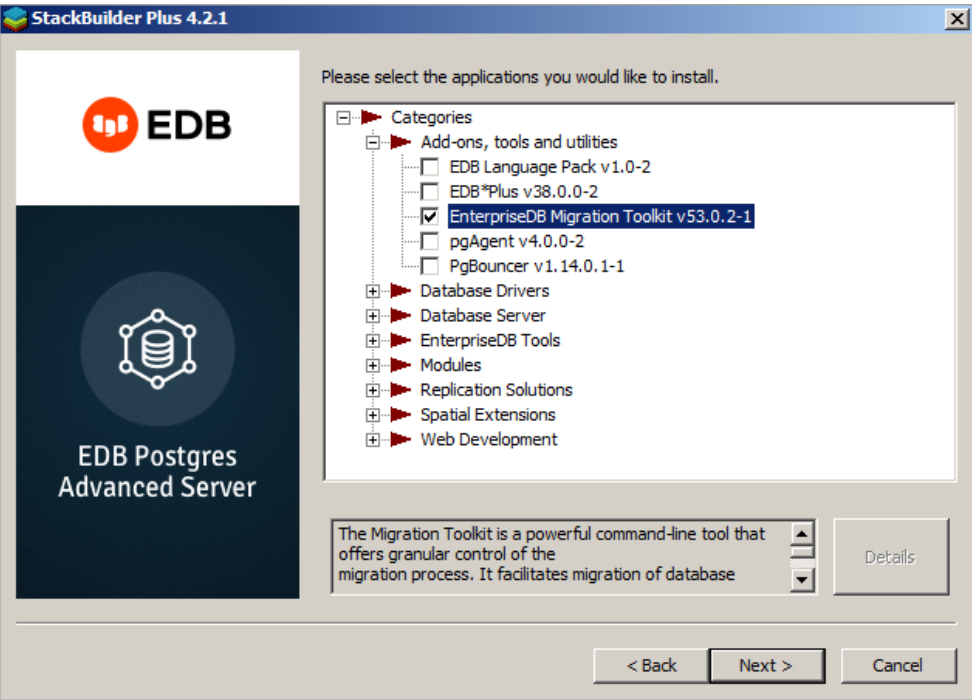 StackBuilder Plus 4.2.1
EDB
EDB Postgres
Advanced Server
Please select the applications you would like to install.
Categories
Add-ons, tools and utilities
EDB Language Pack v1.0-2
EDB*Plus v38.0.0-2
EnterpriseDB Migration Toolkit v53.0.2-1
pgAgent v4.0.0-2
PgBouncer v1.14.0.1-1
Database Drivers
Database Server
EnterpriseDB Tools
Modules
Replication Solutions
Spatial Extensions
Web Development
The Migration Toolkit is a powerful command-line tool that
offers granular control of the
migration process. It facilitates migration of database
Details
< Back
Next >
Cancel